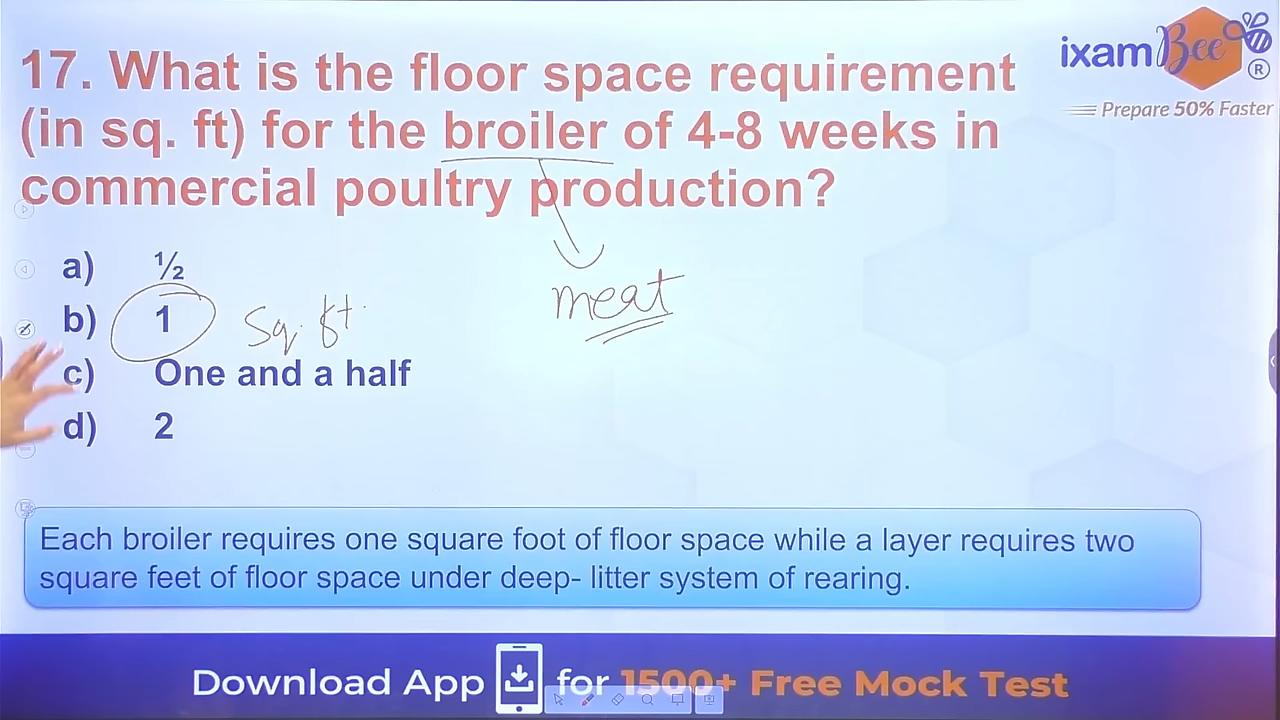 17. What is the floor space requirement
(in sq. ft) for the broiler of 4-8 weeks in
commercial poultry production?
ixamBee
®
Prepare 50% Faster
a) ½
b) 1 Sq. ft.
meat
c) One and a half
d) 2
Each broiler requires one square foot of floor space while a layer requires two
square feet of floor space under deep- litter system of rearing.
Download App for 1500+ Free Mock Test